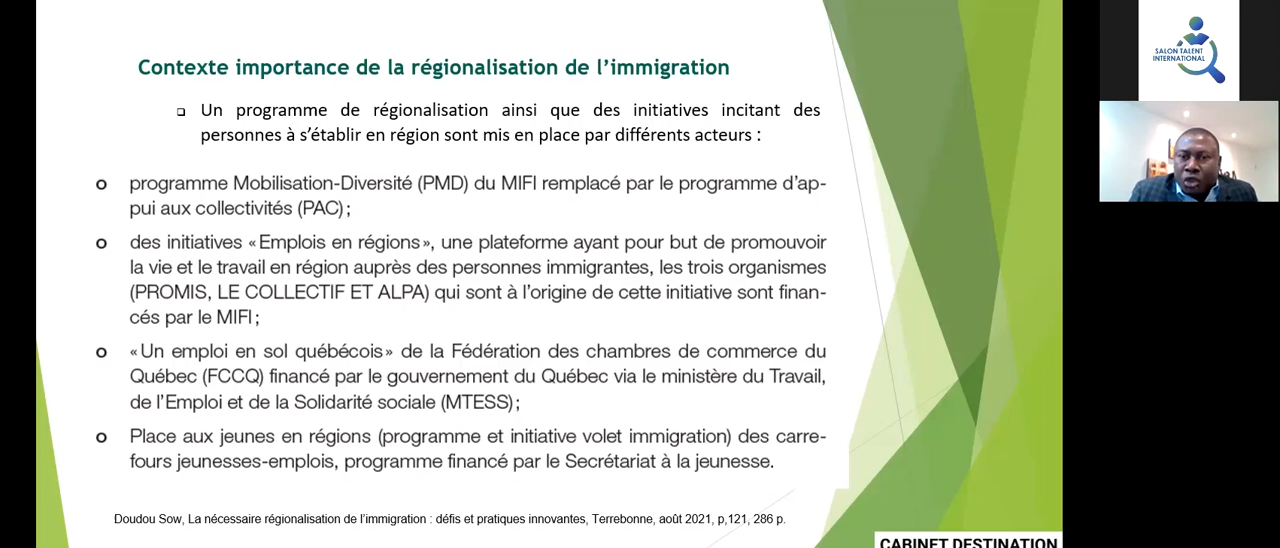 Contexte importance de la régionalisation de l’immigration
Un programme de régionalisation ainsi que des initiatives incitant des
personnes à s’établir en région sont mis en place par différents acteurs :
programme Mobilisation-Diversité (PMD) du MIFI remplacé par le programme d’ap-
pui aux collectivités (PAC) ;
des initiatives « Emplois en régions », une plateforme ayant pour but de promouvoir
la vie et le travail en région auprès des personnes immigrantes, les trois organismes
(PROMIS, LE COLLECTIF ET ALPA) qui sont à l’origine de cette initiative sont finan-
cés par le MIFI ;
« Un emploi en sol québécois » de la Fédération des chambres de commerce du
Québec (FCCQ) financé par le gouvernement du Québec via le ministère du Travail,
de l’Emploi et de la Solidarité sociale (MTESS) ;
Place aux jeunes en régions (programme et initiative volet immigration) des carre-
fours jeunesses-emplois, programme financé par le Secrétariat à la jeunesse.
Doudou Sow, La nécessaire régionalisation de l’immigration : défis et pratiques innovantes, Terrebonne, août 2021, p,121, 286 p.
CABINET DESTINATION
SALON TALENT
INTERNATIONAL